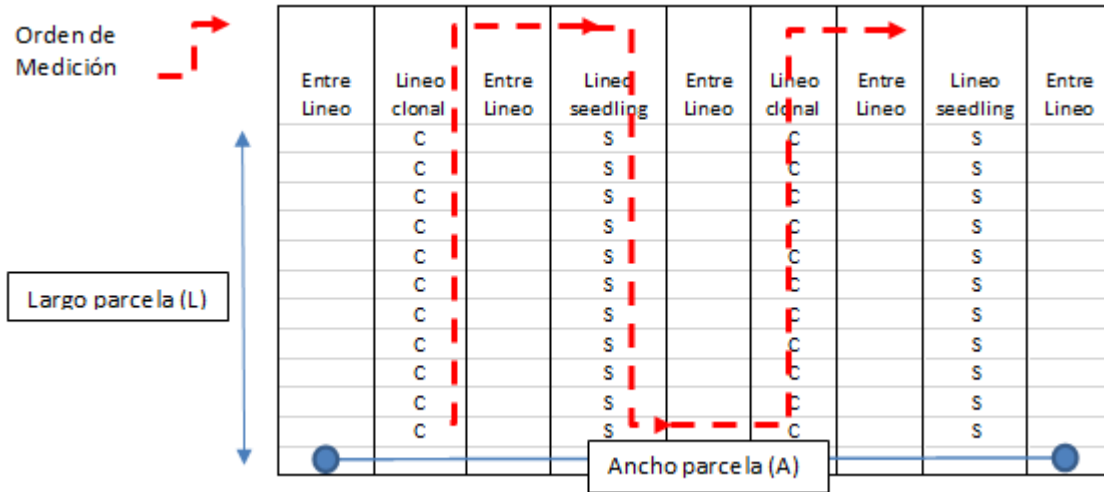 Orden de
Medición
Entre Lineo Entre Lineo Entre Lineo Entre Lineo Entre
Lineo clonal Lineo seedling Lineo clonal Lineo seedling Lineo
C S C S
C S C S
C S C S
C S C S
C S C S
C S C S
C S C S
C S C S
C S C S
C S C S
C S C S
Largo parcela (L)
Ancho parcela (A)